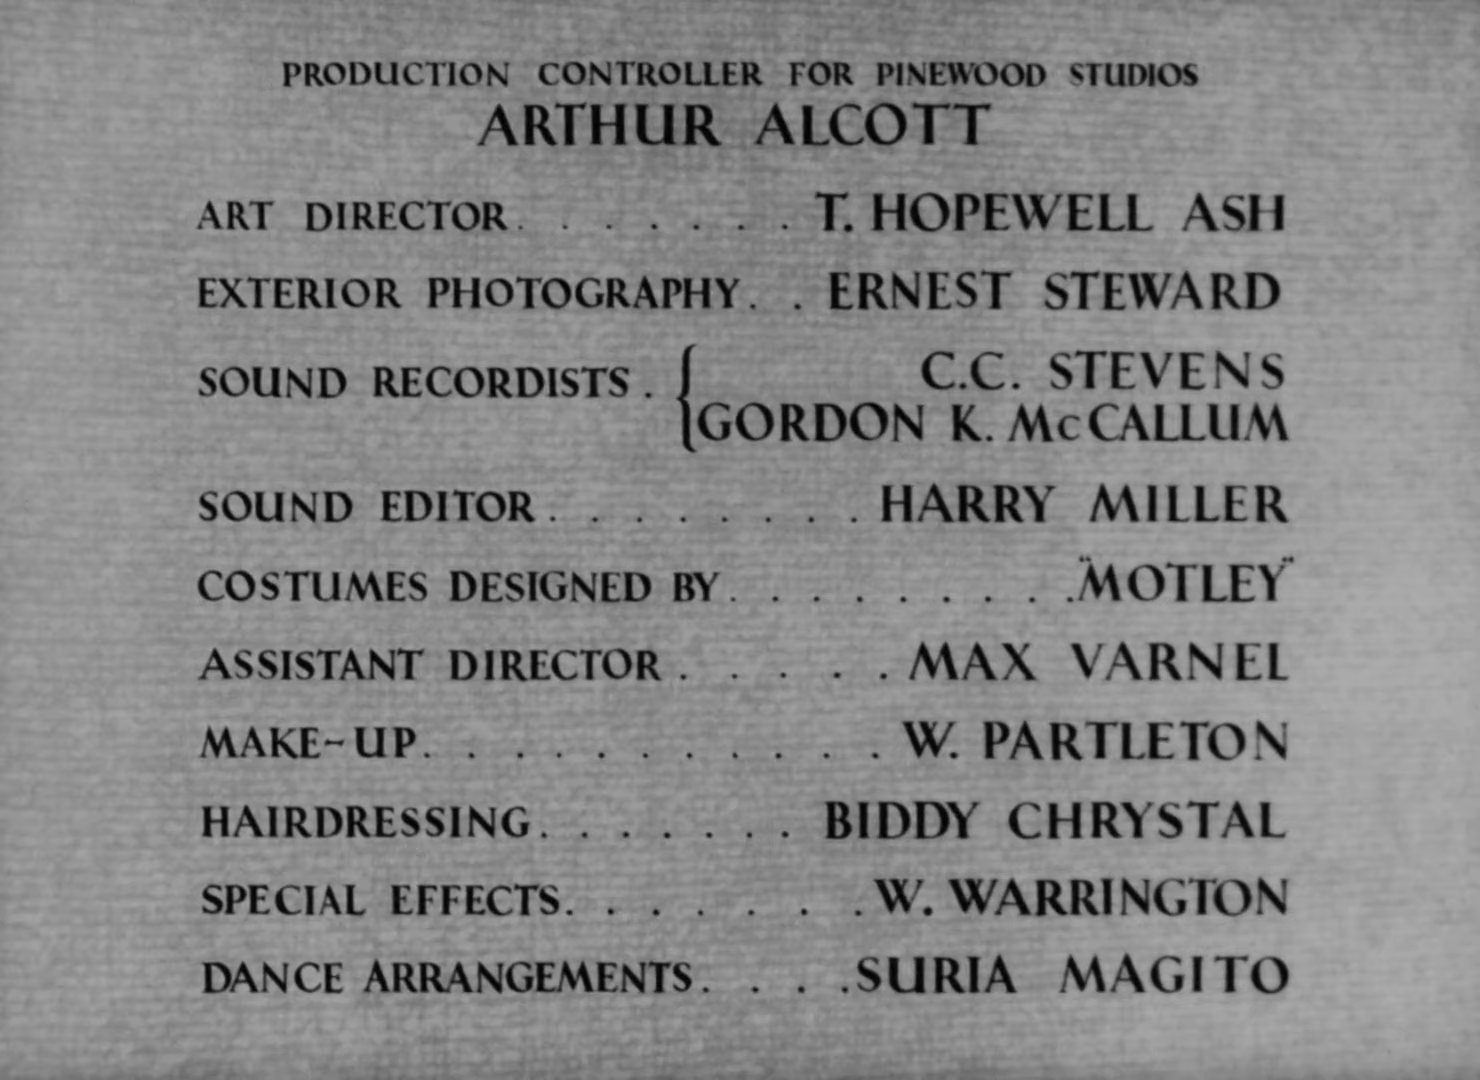 PRODUCTION CONTROLLER FOR PINEWOOD STUDIOS
ARTHUR ALCOTT
ART DIRECTOR. . . . . . . T. HOPEWELL ASH
EXTERIOR PHOTOGRAPHY. . ERNEST STEWARD
SOUND RECORDISTS . { C.C. STEVENS
GORDON K. McCALLUM
SOUND EDITOR . . . . . . . . HARRY MILLER
COSTUMES DESIGNED BY. . . . . . . . ."MOTLEY"
ASSISTANT DIRECTOR . . . . . MAX VARNEL
MAKE-UP. . . . . . . . . . . W. PARTLETON
HAIRDRESSING . . . . . . . BIDDY CHRYSTAL
SPECIAL EFFECTS. . . . . . . .W. WARRINGTON
DANCE ARRANGEMENTS. . . .SURIA MAGITO